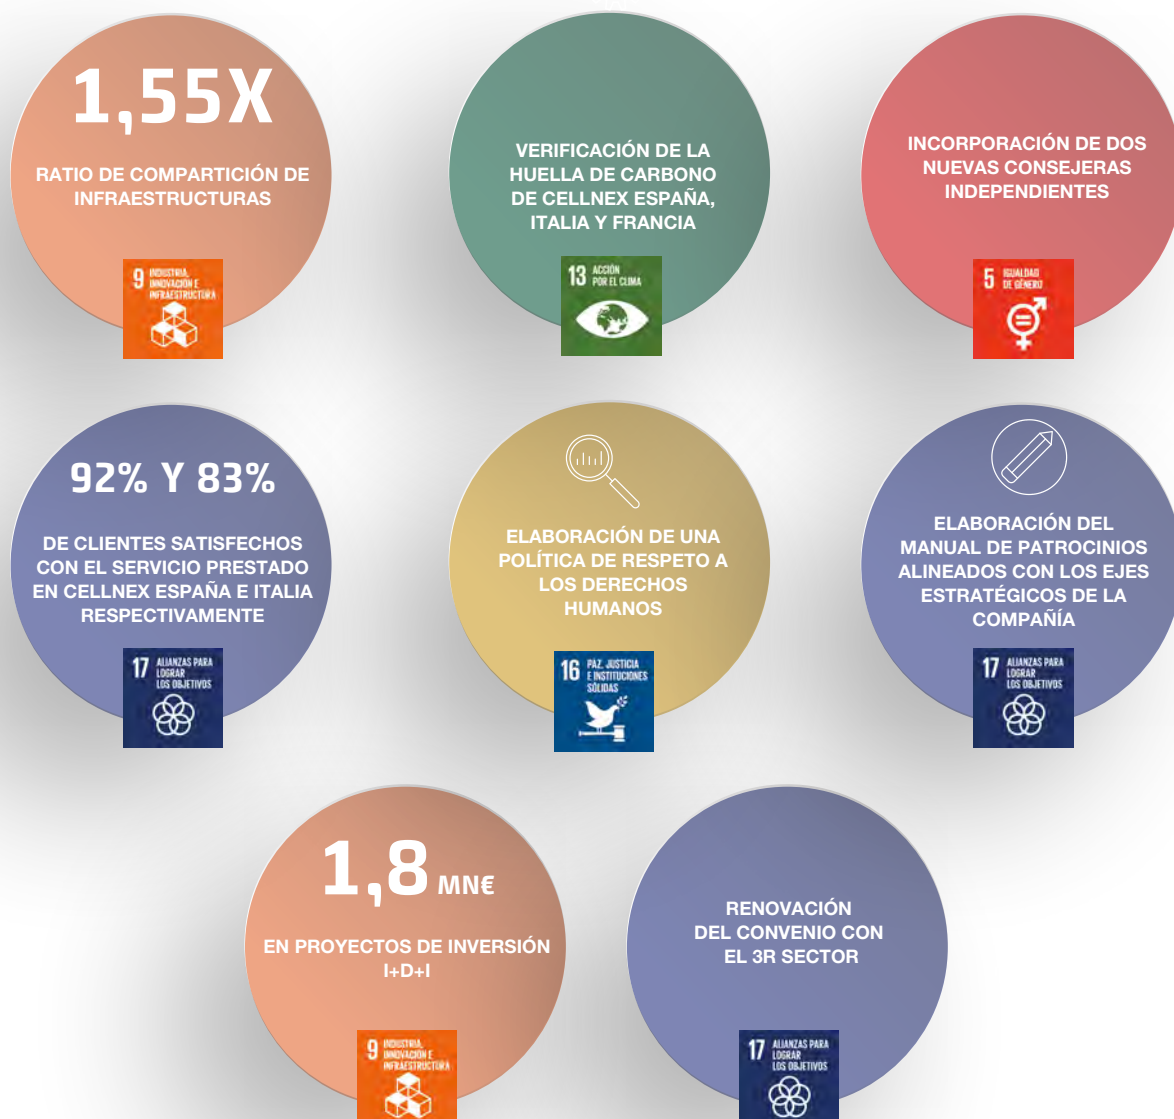 1,55X
RATIO DE COMPARTICIÓN DE
INFRAESTRUCTURAS
9 INDUSTRIA,
INNOVACIÓN E
INFRAESTRUCTURA
VERIFICACIÓN DE LA
HUELLA DE CARBONO
DE CELLNEX ESPAÑA,
ITALIA Y FRANCIA
13 ACCIÓN
POR EL CLIMA
INCORPORACIÓN DE DOS
NUEVAS CONSEJERAS
INDEPENDIENTES
5 IGUALDAD
DE GÉNERO
92% Y 83%
DE CLIENTES SATISFECHOS
CON EL SERVICIO PRESTADO
EN CELLNEX ESPAÑA E ITALIA
RESPECTIVAMENTE
17 ALIANZAS PARA
LOGRAR
LOS OBJETIVOS
ELABORACIÓN DE UNA
POLÍTICA DE RESPETO A
LOS DERECHOS
HUMANOS
16 PAZ, JUSTICIA
E INSTITUCIONES
SÓLIDAS
ELABORACIÓN DEL
MANUAL DE PATROCINIOS
ALINEADOS CON LOS EJES
ESTRATÉGICOS DE LA
COMPAÑÍA
17 ALIANZAS PARA
LOGRAR
LOS OBJETIVOS
1,8 MN€
EN PROYECTOS DE INVERSIÓN
I+D+I
9 INDUSTRIA,
INNOVACIÓN E
INFRAESTRUCTURA
RENOVACIÓN
DEL CONVENIO CON
EL 3R SECTOR
17 ALIANZAS PARA
LOGRAR
LOS OBJETIVOS